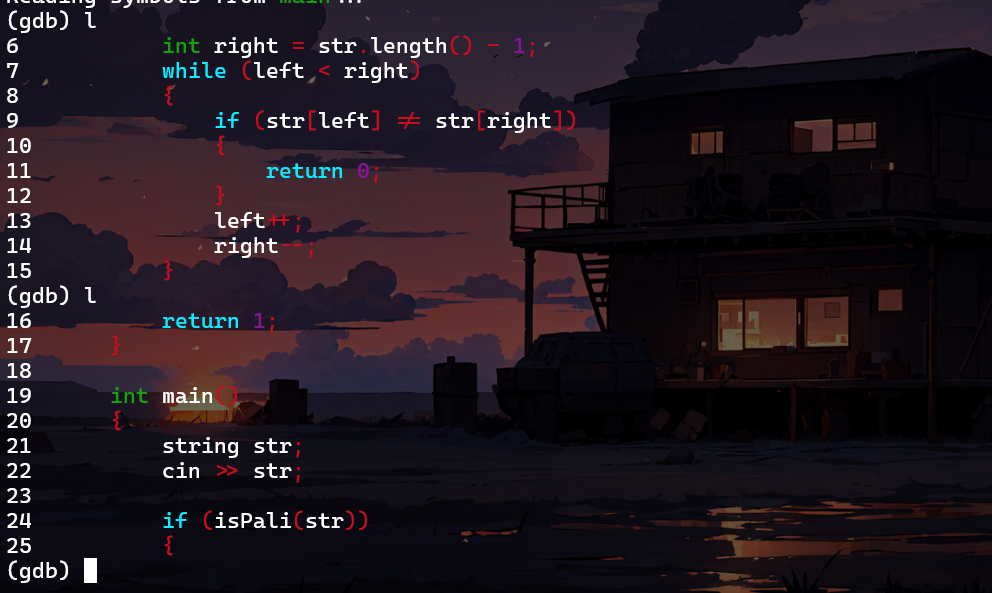 Reading symbols from main...
(gdb) l
6           int right = str.length() - 1;
7           while (left < right)
8           {
9               if (str[left] != str[right])
10              {
11                  return 0;
12              }
13              left++;
14              right--;
15          }
(gdb) l
16          return 1;
17      }
18
19      int main()
20      {
21          string str;
22          cin >> str;
23
24          if (isPali(str))
25          {
(gdb)